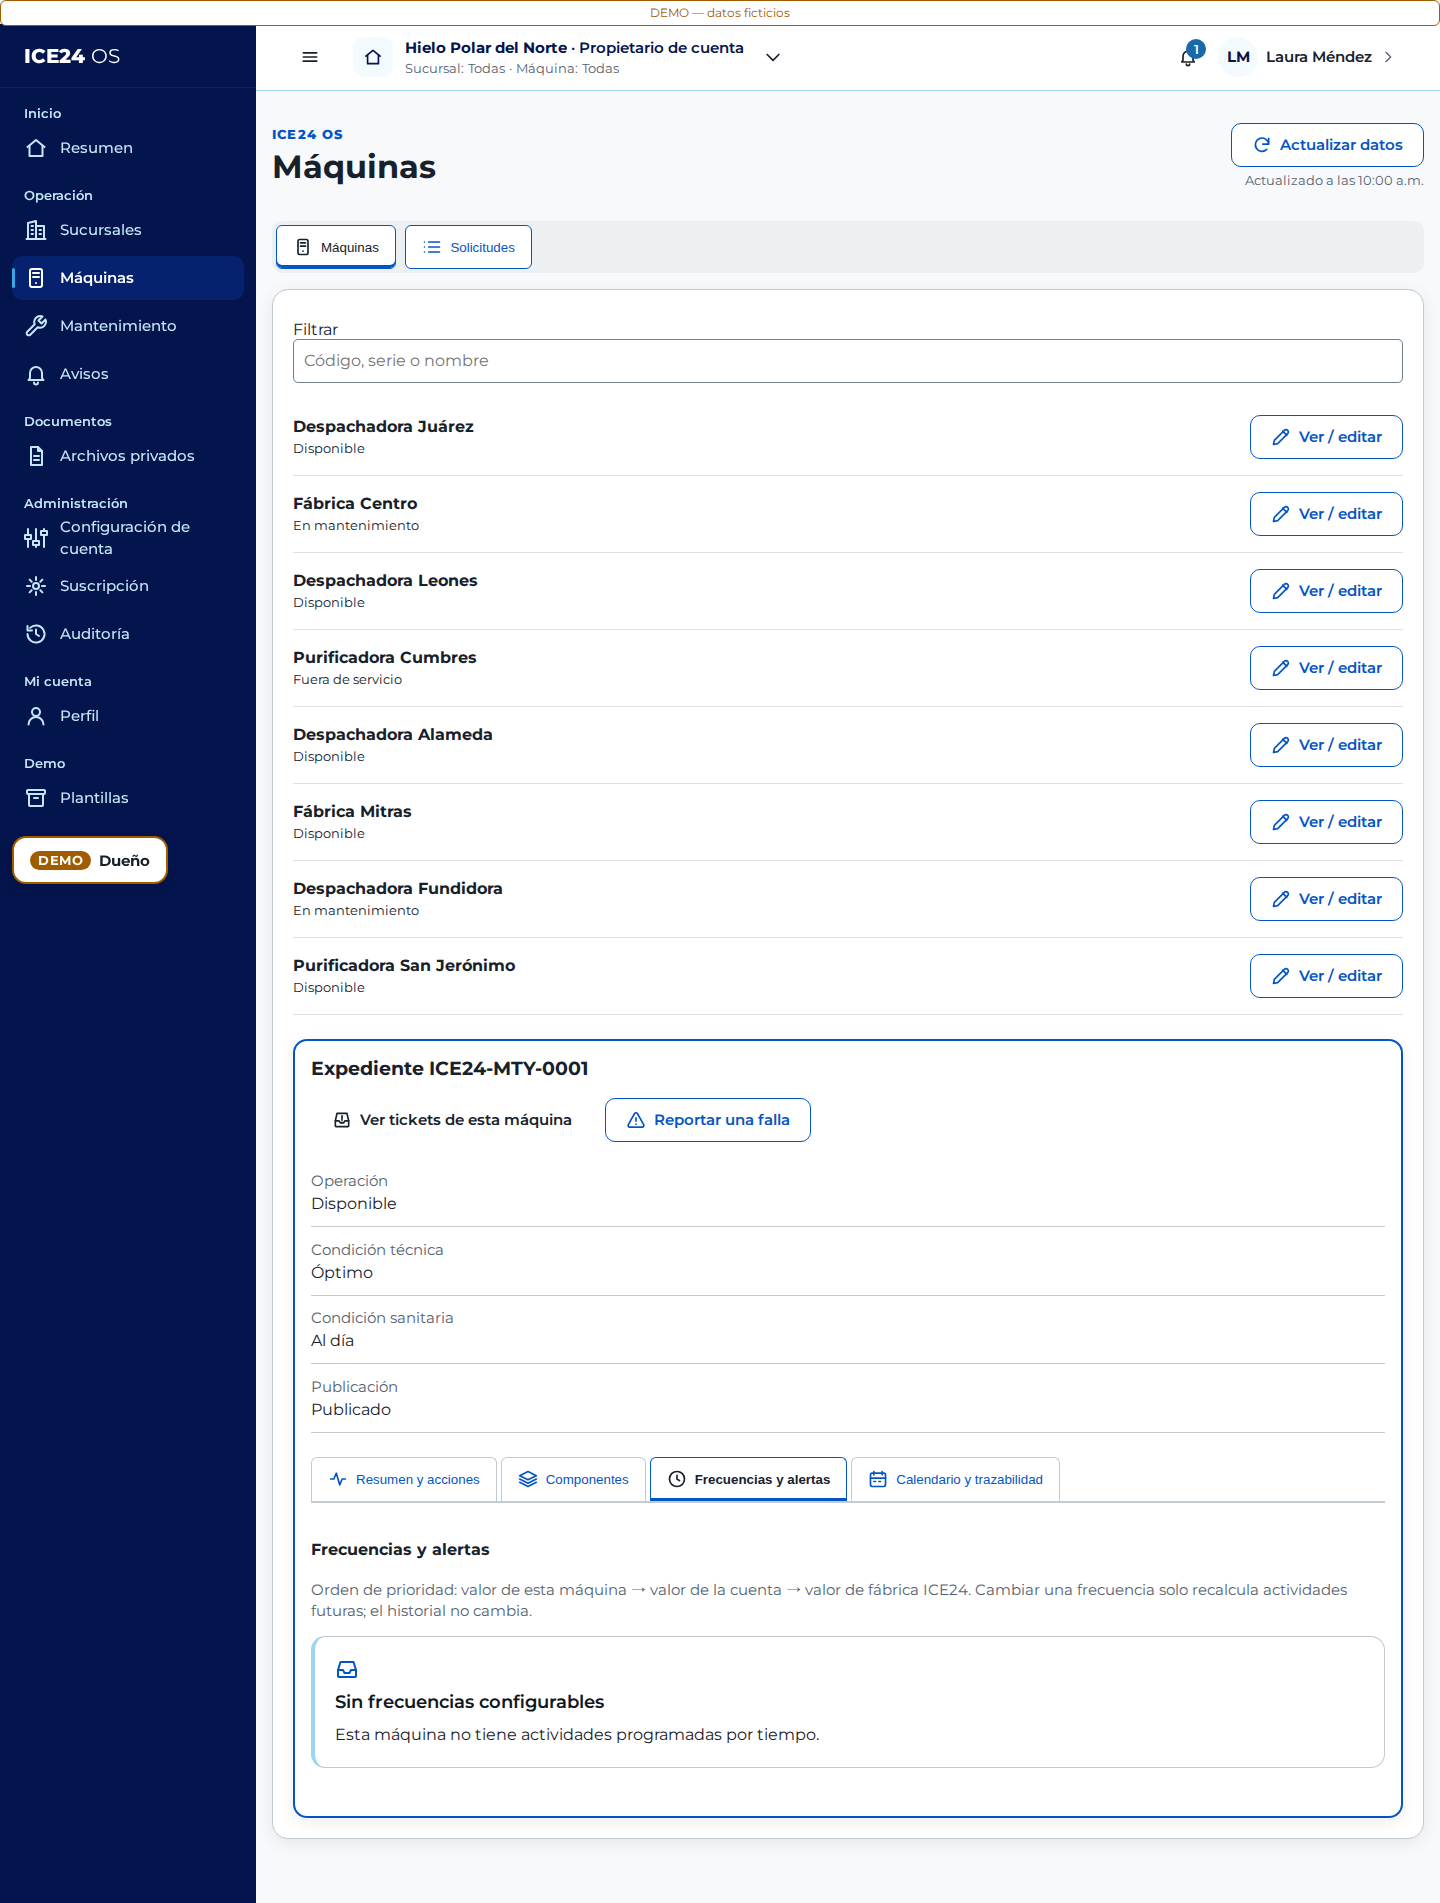 DEMO — datos ficticios
ICE24 OS
Inicio
Resumen
Operación
Sucursales
Máquinas
Mantenimiento
Avisos
Documentos
Archivos privados
Administración
Configuración de
cuenta
Suscripción
Auditoría
Mi cuenta
Perfil
Demo
Plantillas
DEMO Dueño
Hielo Polar del Norte · Propietario de cuenta
Sucursal: Todas · Máquina: Todas
1
LM Laura Méndez
ICE24 OS
Máquinas
Actualizar datos
Actualizado a las 10:00 a.m.
Máquinas Solicitudes
Filtrar
Código, serie o nombre
Despachadora Juárez
Disponible
Ver / editar
Fábrica Centro
En mantenimiento
Ver / editar
Despachadora Leones
Disponible
Ver / editar
Purificadora Cumbres
Fuera de servicio
Ver / editar
Despachadora Alameda
Disponible
Ver / editar
Fábrica Mitras
Disponible
Ver / editar
Despachadora Fundidora
En mantenimiento
Ver / editar
Purificadora San Jerónimo
Disponible
Ver / editar
Expediente ICE24-MTY-0001
Ver tickets de esta máquina Reportar una falla
Operación
Disponible
Condición técnica
Óptimo
Condición sanitaria
Al día
Publicación
Publicado
Resumen y acciones Componentes Frecuencias y alertas Calendario y trazabilidad
Frecuencias y alertas
Orden de prioridad: valor de esta máquina → valor de la cuenta → valor de fábrica ICE24. Cambiar una frecuencia solo recalcula actividades
futuras; el historial no cambia.
Sin frecuencias configurables
Esta máquina no tiene actividades programadas por tiempo.